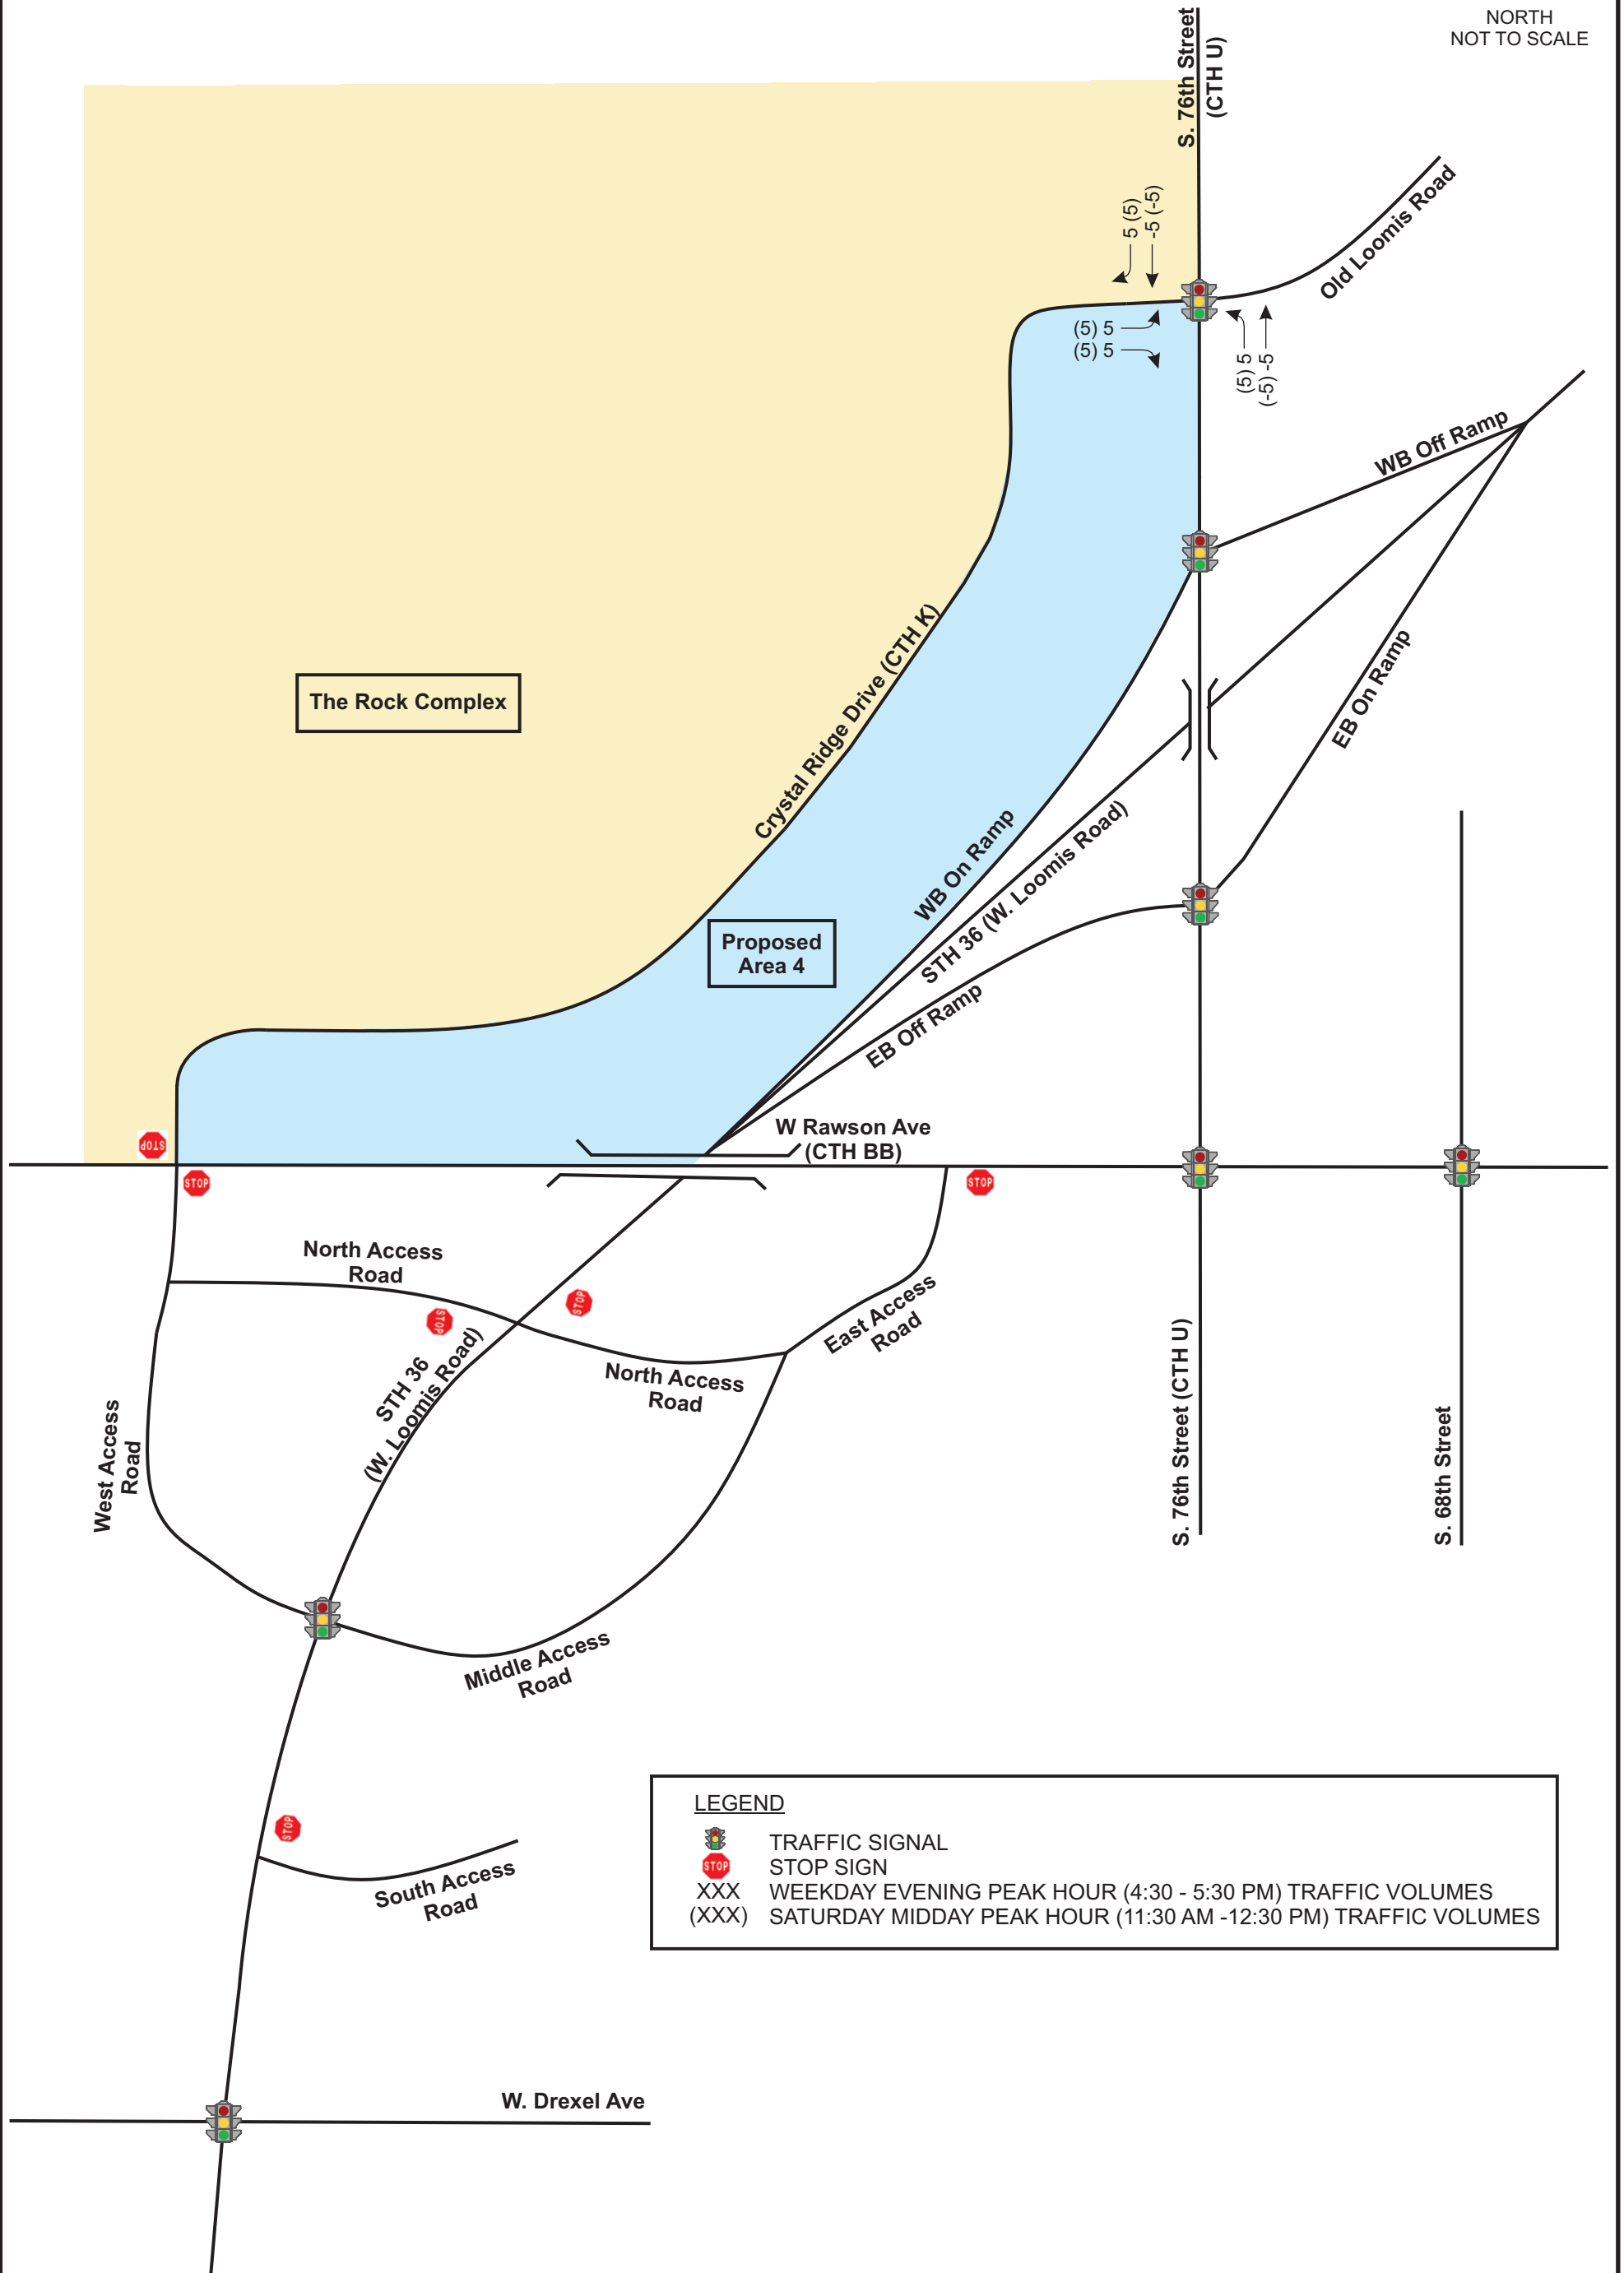 NORTH
NOT TO SCALE
S. 76th Street
(CTH U)
Old Loomis Road
5 (5)
-5 (-5)
(5) 5
(5) 5
(5) 5
(-5) -5
WB Off Ramp
EB On Ramp
The Rock Complex
Crystal Ridge Drive (CTH K)
WB On Ramp
STH 36 (W. Loomis Road)
Proposed
Area 4
EB Off Ramp
W Rawson Ave
(CTH BB)
STOP
STOP
STOP
North Access
Road
STOP
STOP
East Access
Road
North Access
Road
STH 36
(W. Loomis Road)
West Access
Road
S. 76th Street (CTH U)
S. 68th Street
Middle Access
Road
STOP
South Access
Road
LEGEND
TRAFFIC SIGNAL
STOP STOP SIGN
XXX WEEKDAY EVENING PEAK HOUR (4:30 - 5:30 PM) TRAFFIC VOLUMES
(XXX) SATURDAY MIDDAY PEAK HOUR (11:30 AM -12:30 PM) TRAFFIC VOLUMES
W. Drexel Ave